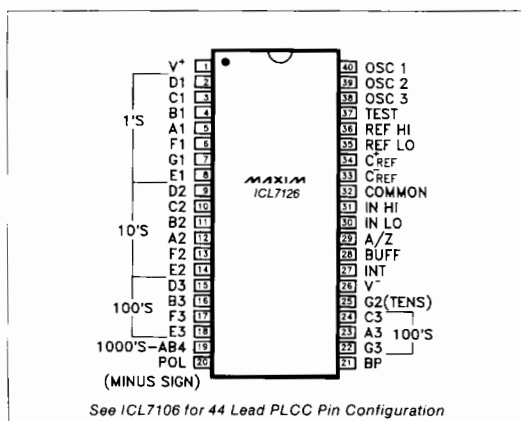 V+ 1 40 OSC 1
D1 2 39 OSC 2
C1 3 38 OSC 3
B1 4 37 TEST
1'S
A1 5 36 REF HI
F1 6 35 REF LO
G1 7 34 C+REF
E1 8 MAXIM 33 C-REF
D2 9 ICL7126 32 COMMON
C2 10 31 IN HI
B2 11 30 IN LO
10'S
A2 12 29 A/Z
F2 13 28 BUFF
E2 14 27 INT
D3 15 26 V-
B3 16 25 G2(TENS)
100'S
F3 17 24 C3
E3 18 23 A3 100'S
1000'S-AB4 19 22 G3
POL 20 21 BP
(MINUS SIGN)
See ICL7106 for 44 Lead PLCC Pin Configuration